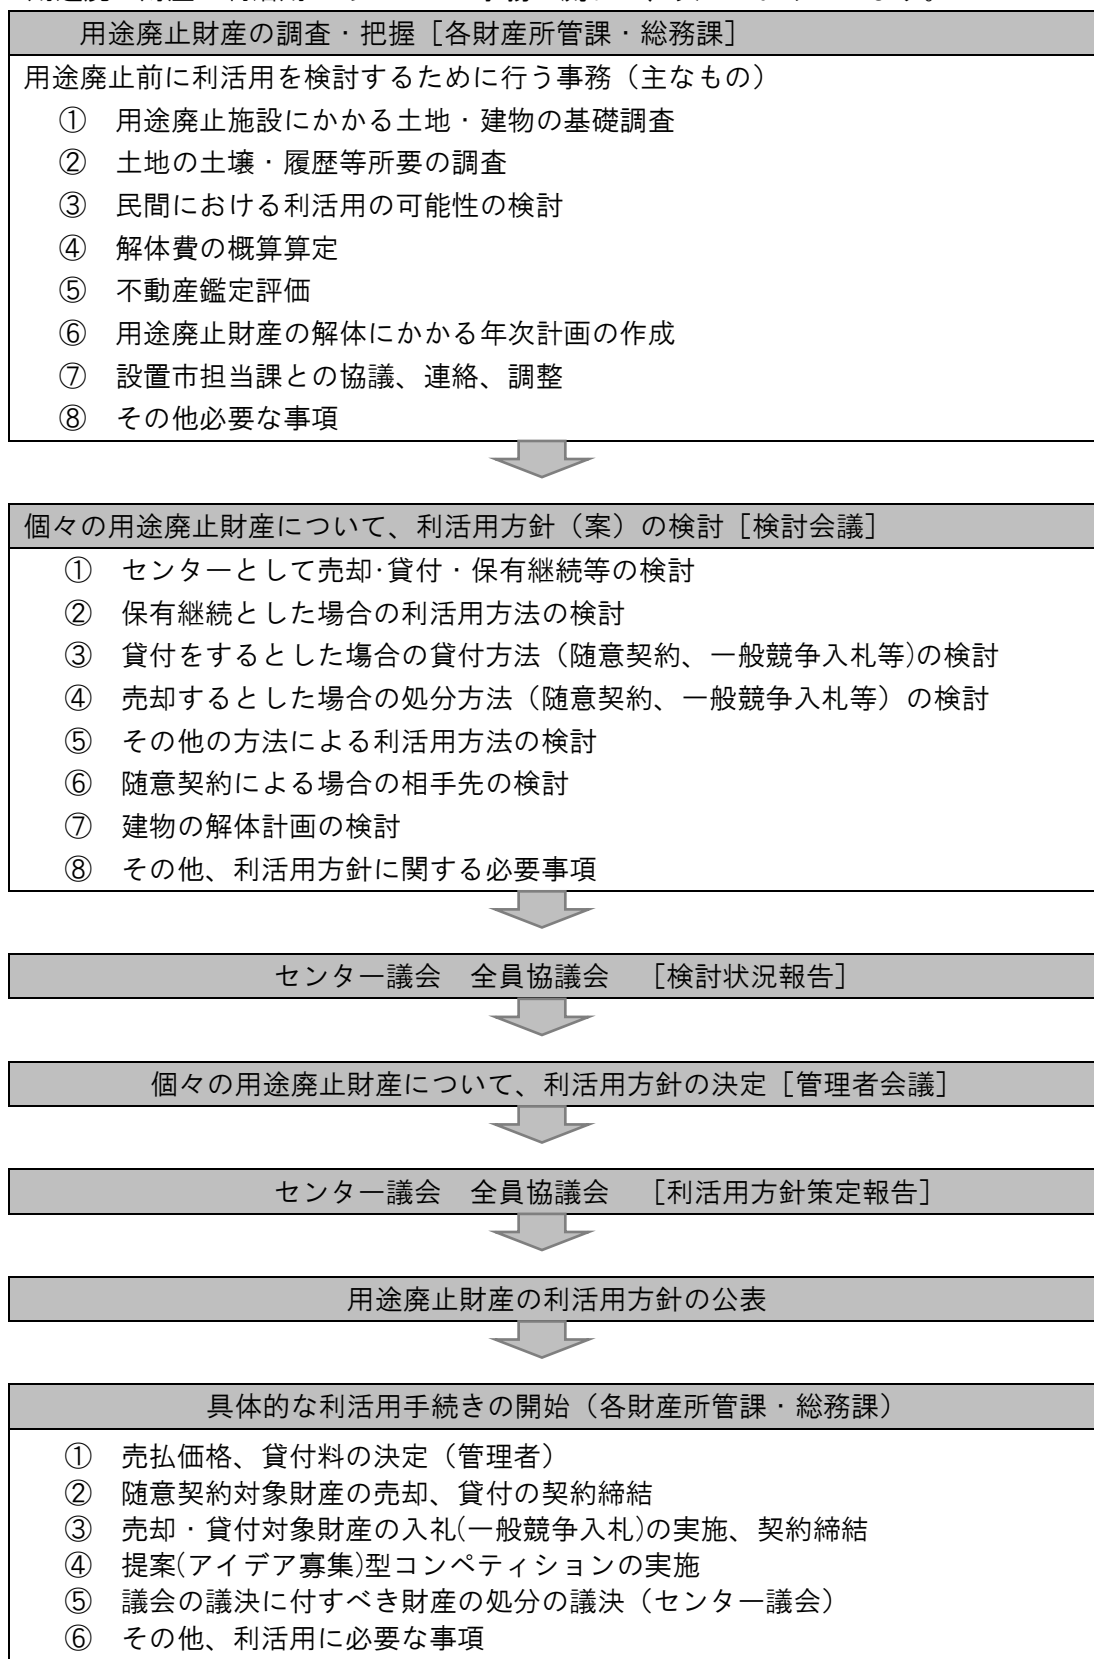 用途廃止財産の調査・把握［各財産所管課・総務課］
用途廃止前に利活用を検討するために行う事務（主なもの）
① 用途廃止施設にかかる土地・建物の基礎調査
② 土地の土壌・履歴等所要の調査
③ 民間における利活用の可能性の検討
④ 解体費の概算算定
⑤ 不動産鑑定評価
⑥ 用途廃止財産の解体にかかる年次計画の作成
⑦ 設置市担当課との協議、連絡、調整
⑧ その他必要な事項
個々の用途廃止財産について、利活用方針（案）の検討［検討会議］
① センターとして売却･貸付・保有継続等の検討
② 保有継続とした場合の利活用方法の検討
③ 貸付をするとした場合の貸付方法（随意契約、一般競争入札等)の検討
④ 売却するとした場合の処分方法（随意契約、一般競争入札等）の検討
⑤ その他の方法による利活用方法の検討
⑥ 随意契約による場合の相手先の検討
⑦ 建物の解体計画の検討
⑧ その他、利活用方針に関する必要事項
センター議会　全員協議会　［検討状況報告］
個々の用途廃止財産について、利活用方針の決定［管理者会議］
センター議会　全員協議会　［利活用方針策定報告］
用途廃止財産の利活用方針の公表
具体的な利活用手続きの開始（各財産所管課・総務課）
① 売払価格、貸付料の決定（管理者）
② 随意契約対象財産の売却、貸付の契約締結
③ 売却・貸付対象財産の入札(一般競争入札)の実施、契約締結
④ 提案(アイデア募集)型コンペティションの実施
⑤ 議会の議決に付すべき財産の処分の議決（センター議会）
⑥ その他、利活用に必要な事項